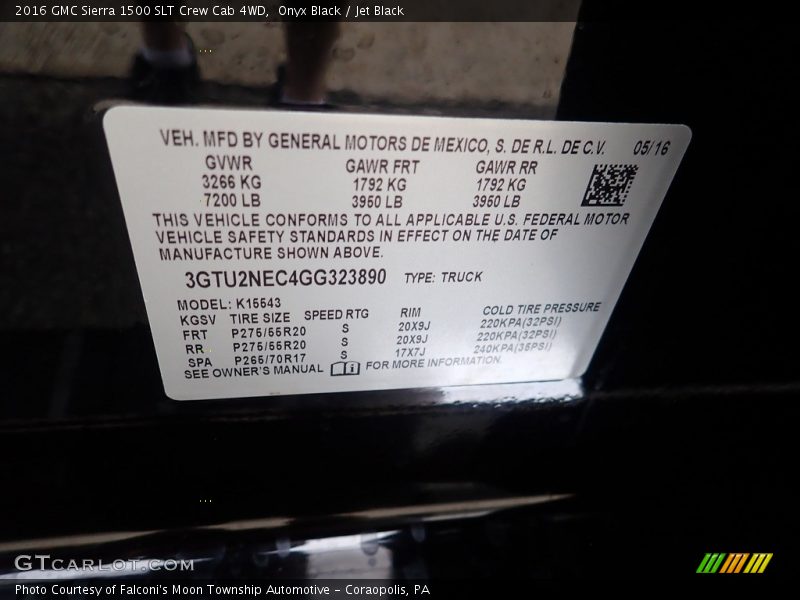 2016 GMC Sierra 1500 SLT Crew Cab 4WD, Onyx Black / Jet Black
VEH. MFD BY GENERAL MOTORS DE MEXICO, S. DE R.L. DE C.V. 05/16
GVWR GAWR FRT GAWR RR
3266 KG 1792 KG 1792 KG
7200 LB 3950 LB 3950 LB
THIS VEHICLE CONFORMS TO ALL APPLICABLE U.S. FEDERAL MOTOR
VEHICLE SAFETY STANDARDS IN EFFECT ON THE DATE OF
MANUFACTURE SHOWN ABOVE.
3GTU2NEC4GG323890 TYPE: TRUCK
MODEL: K15543
KGSV TIRE SIZE SPEED RTG RIM COLD TIRE PRESSURE
FRT P275/55R20 S 20X9J 220KPA(32PSI)
RR P275/55R20 S 20X9J 220KPA(32PSI)
SPA P265/70R17 S 17X7J 240KPA(35PSI)
SEE OWNER'S MANUAL FOR MORE INFORMATION.
GTCARLOT.COM
Photo Courtesy of Falconi's Moon Township Automotive - Coraopolis, PA